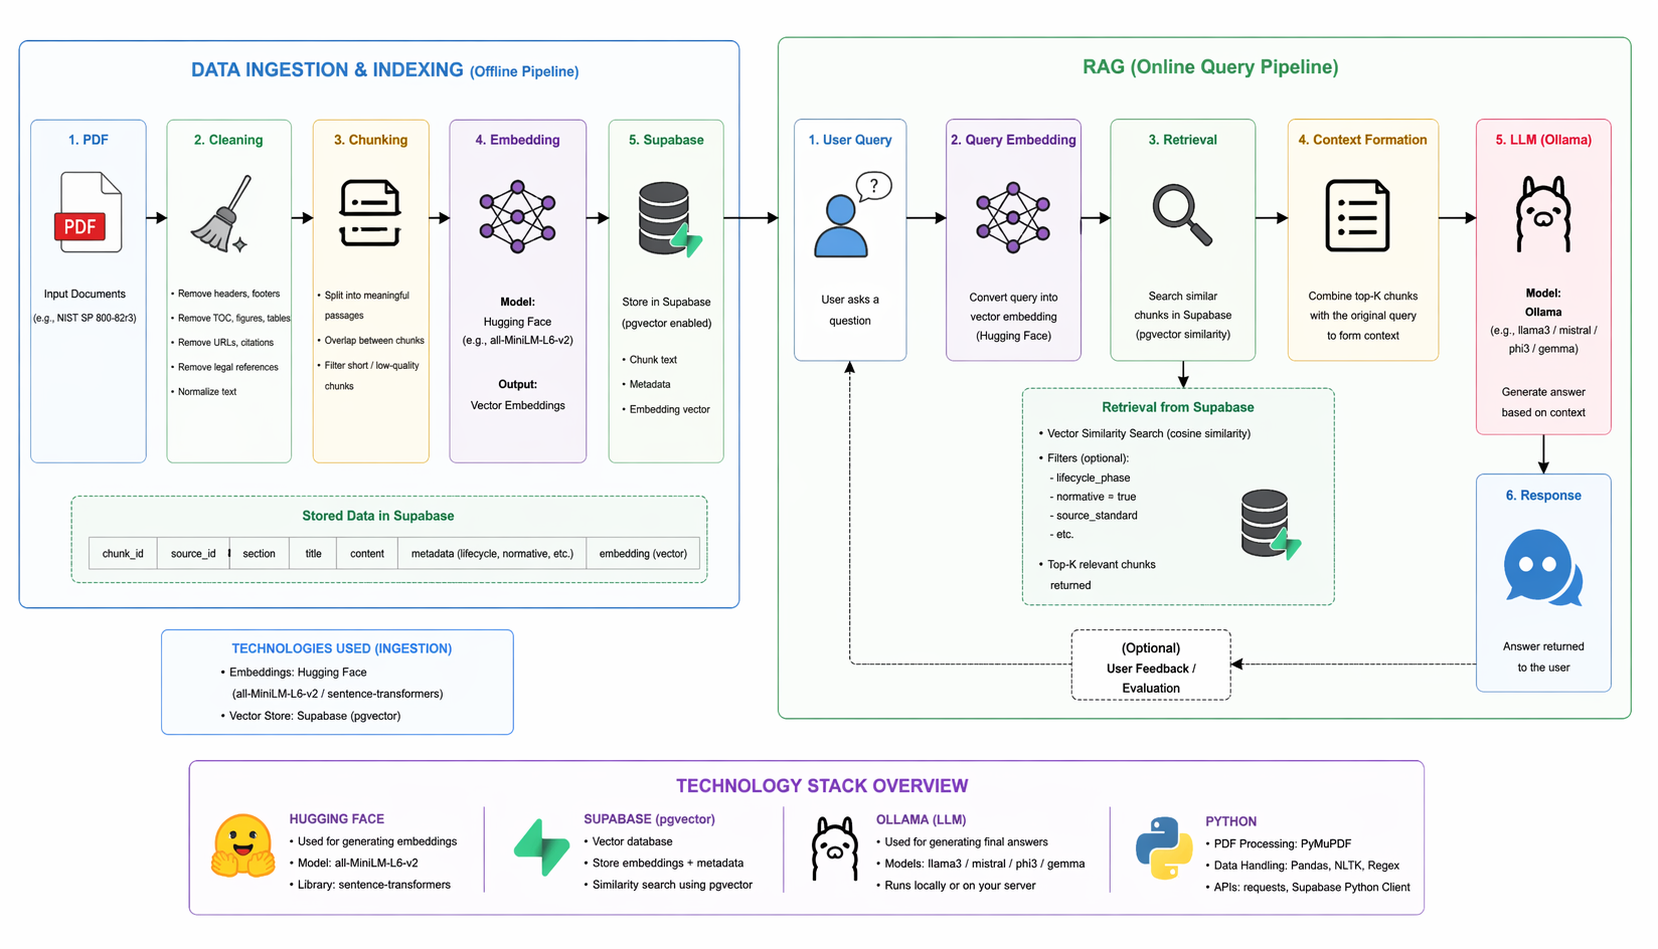 DATA INGESTION & INDEXING (Offline Pipeline)
1. PDF
PDF
Input Documents
(e.g., NIST SP 800-82r3)
2. Cleaning
• Remove headers, footers
• Remove TOC, figures, tables
• Remove URLs, citations
• Remove legal references
• Normalize text
3. Chunking
• Split into meaningful
passages
• Overlap between chunks
• Filter short / low-quality
chunks
4. Embedding
Model:
Hugging Face
(e.g., all-MiniLM-L6-v2)
Output:
Vector Embeddings
5. Supabase
Store in Supabase
(pgvector enabled)
• Chunk text
• Metadata
• Embedding vector
Stored Data in Supabase
chunk_id source_id section title content metadata (lifecycle, normative, etc.) embedding (vector)
TECHNOLOGIES USED (INGESTION)
• Embeddings: Hugging Face
(all-MiniLM-L6-v2 / sentence-transformers)
• Vector Store: Supabase (pgvector)
RAG (Online Query Pipeline)
1. User Query
?
User asks a
question
2. Query Embedding
Convert query into
vector embedding
(Hugging Face)
3. Retrieval
Search similar
chunks in Supabase
(pgvector similarity)
4. Context Formation
Combine top-K chunks
with the original query
to form context
5. LLM (Ollama)
Model:
Ollama
(e.g., llama3 / mistral /
phi3 / gemma)
Generate answer
based on context
Retrieval from Supabase
• Vector Similarity Search (cosine similarity)
• Filters (optional):
- lifecycle_phase
- normative = true
- source_standard
- etc.
• Top-K relevant chunks
returned
6. Response
Answer returned
to the user
(Optional)
User Feedback /
Evaluation
TECHNOLOGY STACK OVERVIEW
HUGGING FACE
• Used for generating embeddings
• Model: all-MiniLM-L6-v2
• Library: sentence-transformers
SUPABASE (pgvector)
• Vector database
• Store embeddings + metadata
• Similarity search using pgvector
OLLAMA (LLM)
• Used for generating final answers
• Models: llama3 / mistral / phi3 / gemma
• Runs locally or on your server
PYTHON
• PDF Processing: PyMuPDF
• Data Handling: Pandas, NLTK, Regex
• APIs: requests, Supabase Python Client